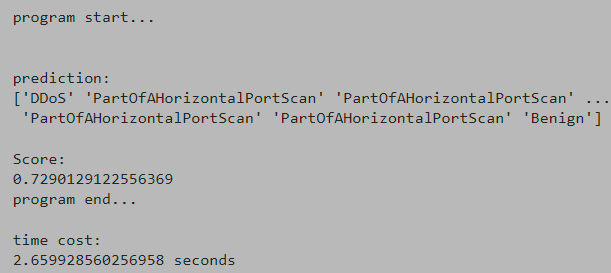 program start...
prediction:
['DDoS' 'PartOfAHorizontalPortScan' 'PartOfAHorizontalPortScan' ...
 'PartOfAHorizontalPortScan' 'PartOfAHorizontalPortScan' 'Benign']
Score:
0.7290129122556369
program end...
time cost:
2.659928560256958 seconds